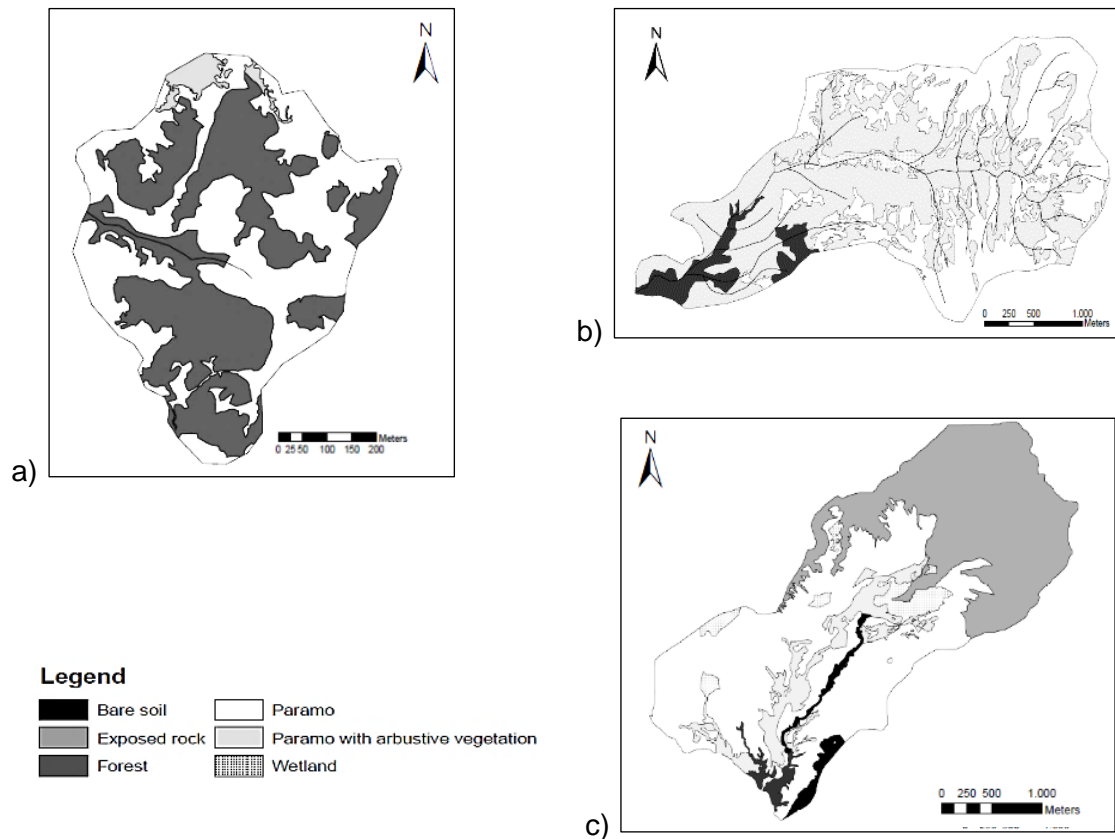 N
Meters
0 25 50 100 150 200
a)
N
0 250 500 1.000
Meters
b)
N
0 250 500 1.000
Meters
c)
Legend
Bare soil
Paramo
Exposed rock
Paramo with arbustive vegetation
Forest
Wetland